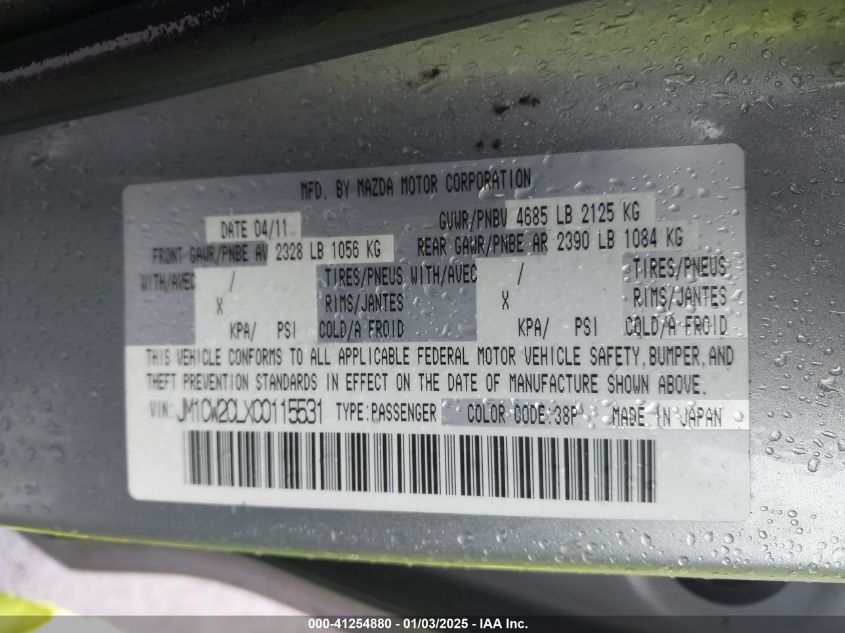 MFD. BY MAZDA MOTOR CORPORATION
DATE 04/11 GVWR/PNBV 4685 LB 2125 KG
FRONT GAWR/PNBE AV 2328 LB 1056 KG REAR GAWR/PNBE AR 2390 LB 1084 KG
WITH/AVEC / TIRES/PNEUS WITH/AVEC / TIRES/PNEUS
X RIMS/JANTES X RIMS/JANTES
KPA/ PSI COLD/A FROID KPA/ PSI COLD/A FROID
THIS VEHICLE CONFORMS TO ALL APPLICABLE FEDERAL MOTOR VEHICLE SAFETY, BUMPER, AND
THEFT PREVENTION STANDARDS IN EFFECT ON THE DATE OF MANUFACTURE SHOWN ABOVE.
VIN: JM1CW2CLXC0115531 TYPE:PASSENGER COLOR CODE:38P MADE IN JAPAN
000-41254880 - 01/03/2025 - IAA Inc.